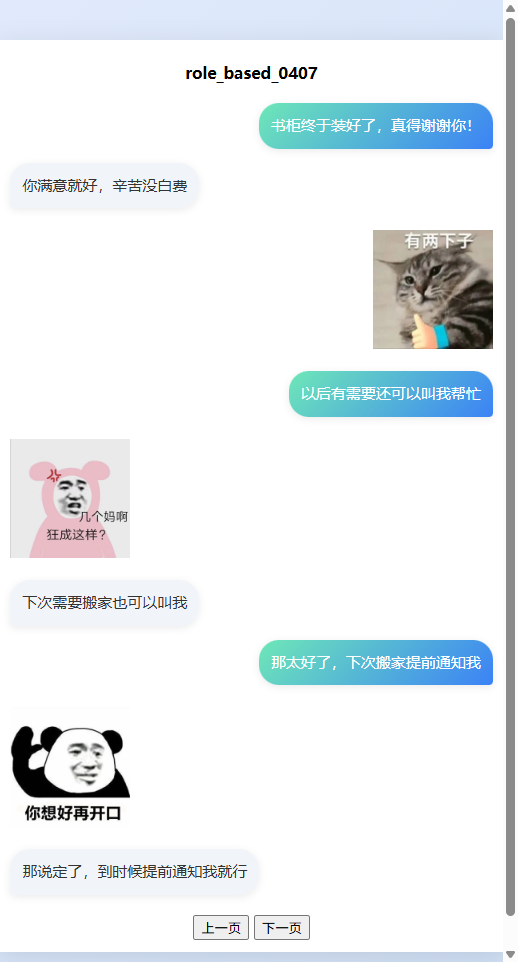 role_based_0407
书柜终于装好了，真得谢谢你！
你满意就好，辛苦没白费
有两下子
以后有需要还可以叫我帮忙
几个妈啊
狂成这样？
下次需要搬家也可以叫我
那太好了，下次搬家提前通知我
你想好再开口
那说定了，到时候提前通知我就行
上一页 下一页